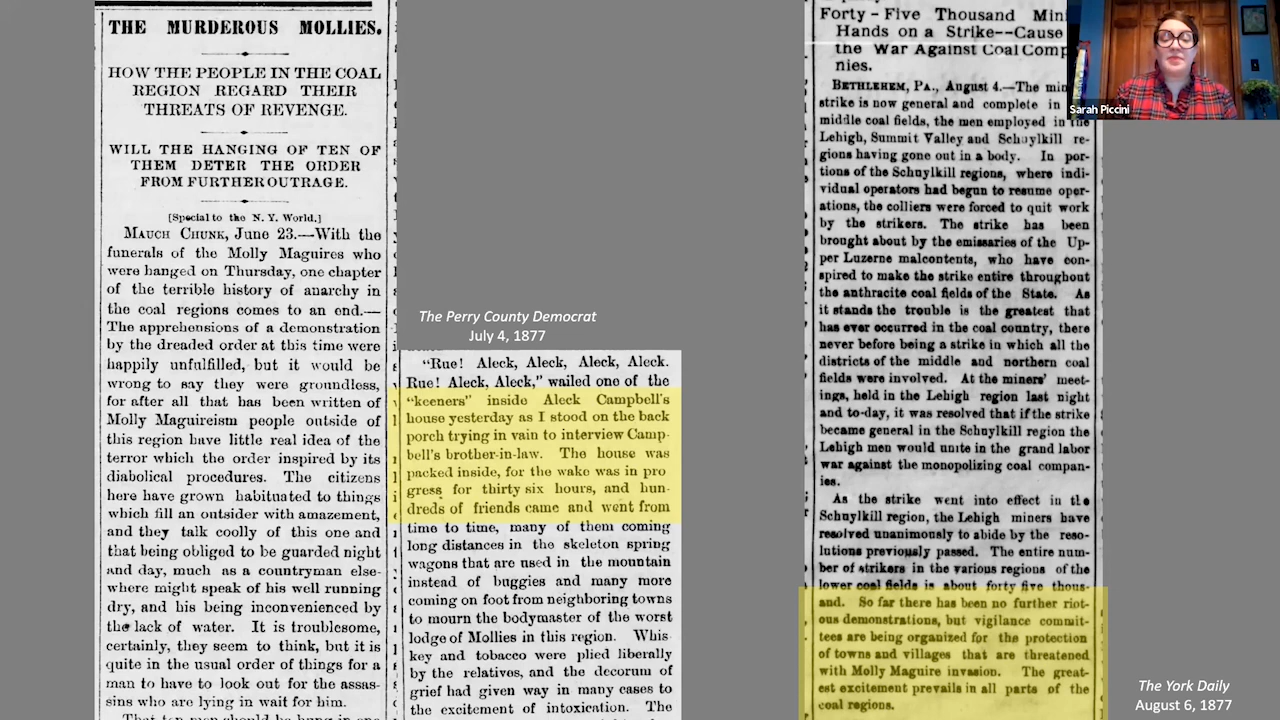 THE MURDEROUS MOLLIES.
HOW THE PEOPLE IN THE COAL
REGION REGARD THEIR
THREATS OF REVENGE.
WILL THE HANGING OF TEN OF
THEM DETER THE ORDER
FROM FURTHER OUTRAGE.
[Special to the N. Y. World.]
MAUCH CHUNK, June 23.—With the
funerals of the Molly Maguires who
were hanged on Thursday, one chapter
of the terrible history of anarchy in
the coal regions comes to an end.—
The apprehensions of a demonstration
by the dreaded order at this time were
happily unfulfilled, but it would be
wrong to say they were groundless,
for after all that has been written of
Molly Maguireism people outside of
this region have little real idea of the
terror which the order inspired by its
diabolical procedures. The citizens
here have grown habituated to things
which fill an outsider with amazement,
and they talk coolly of this one and
that being obliged to be guarded night
and day, much as a countryman else-
where might speak of his well running
dry, and his being inconvenienced by
the lack of water. It is troublesome,
certainly, they seem to think, but it is
quite in the usual order of things for a
man to have to look out for the assas-
sins who are lying in wait for him.
The Perry County Democrat
July 4, 1877
"Rue! Aleck, Aleck, Aleck, Aleck.
Rue! Aleck, Aleck," wailed one of the
"keeners" inside Aleck Campbell's
house yesterday as I stood on the back
porch trying in vain to interview Camp-
bell's brother-in-law. The house was
packed inside, for the wake was in pro
gress for thirty six hours, and hun-
dreds of friends came and went from
time to time, many of them coming
long distances in the skeleton spring
wagons that are used in the mountain
instead of buggies and many more
coming on foot from neighboring towns
to mourn the bodymaster of the worst
lodge of Mollies in this region. Whis
key and tobacco were plied liberally
by the relatives, and the decorum of
grief had given way in many cases to
the excitement of intoxication. The
Forty-Five Thousand Min
Hands on a Strike--Cause
the War Against Coal Comp
nies.
BETHLEHEM, PA., August 4.—The min
strike is now general and complete in
middle coal fields, the men employed in the
Lehigh, Summit Valley and Schuylkill re-
gions having gone out in a body. In por-
tions of the Schuylkill regions, where indi-
vidual operators had begun to resume oper-
ations, the colliers were forced to quit work
by the strikers. The strike has been
brought about by the emissaries of the Up-
per Luzerne malcontents, who have con-
spired to make the strike entire throughout
the anthracite coal fields of the State. As
it stands the trouble is the greatest that
has ever occurred in the coal country, there
never before being a strike in which all the
districts of the middle and northern coal
fields were involved. At the miners' meet-
ings, held in the Lehigh region last night
and to-day, it was resolved that if the strike
became general in the Schuylkill region the
Lehigh men would unite in the grand labor
war against the monopolizing coal compan-
ies.
As the strike went into effect in the
Schuylkill region, the Lehigh miners have
resolved unanimously to abide by the reso-
lutions previously passed. The entire num-
ber of strikers in the various regions of the
lower coal fields is about forty five thous-
and. So far there has been no further riot-
ous demonstrations, but vigilance commit-
tees are being organized for the protection
of towns and villages that are threatened
with Molly Maguire invasion. The great-
est excitement prevails in all parts of the
coal regions.
The York Daily
August 6, 1877
Sarah Piccini